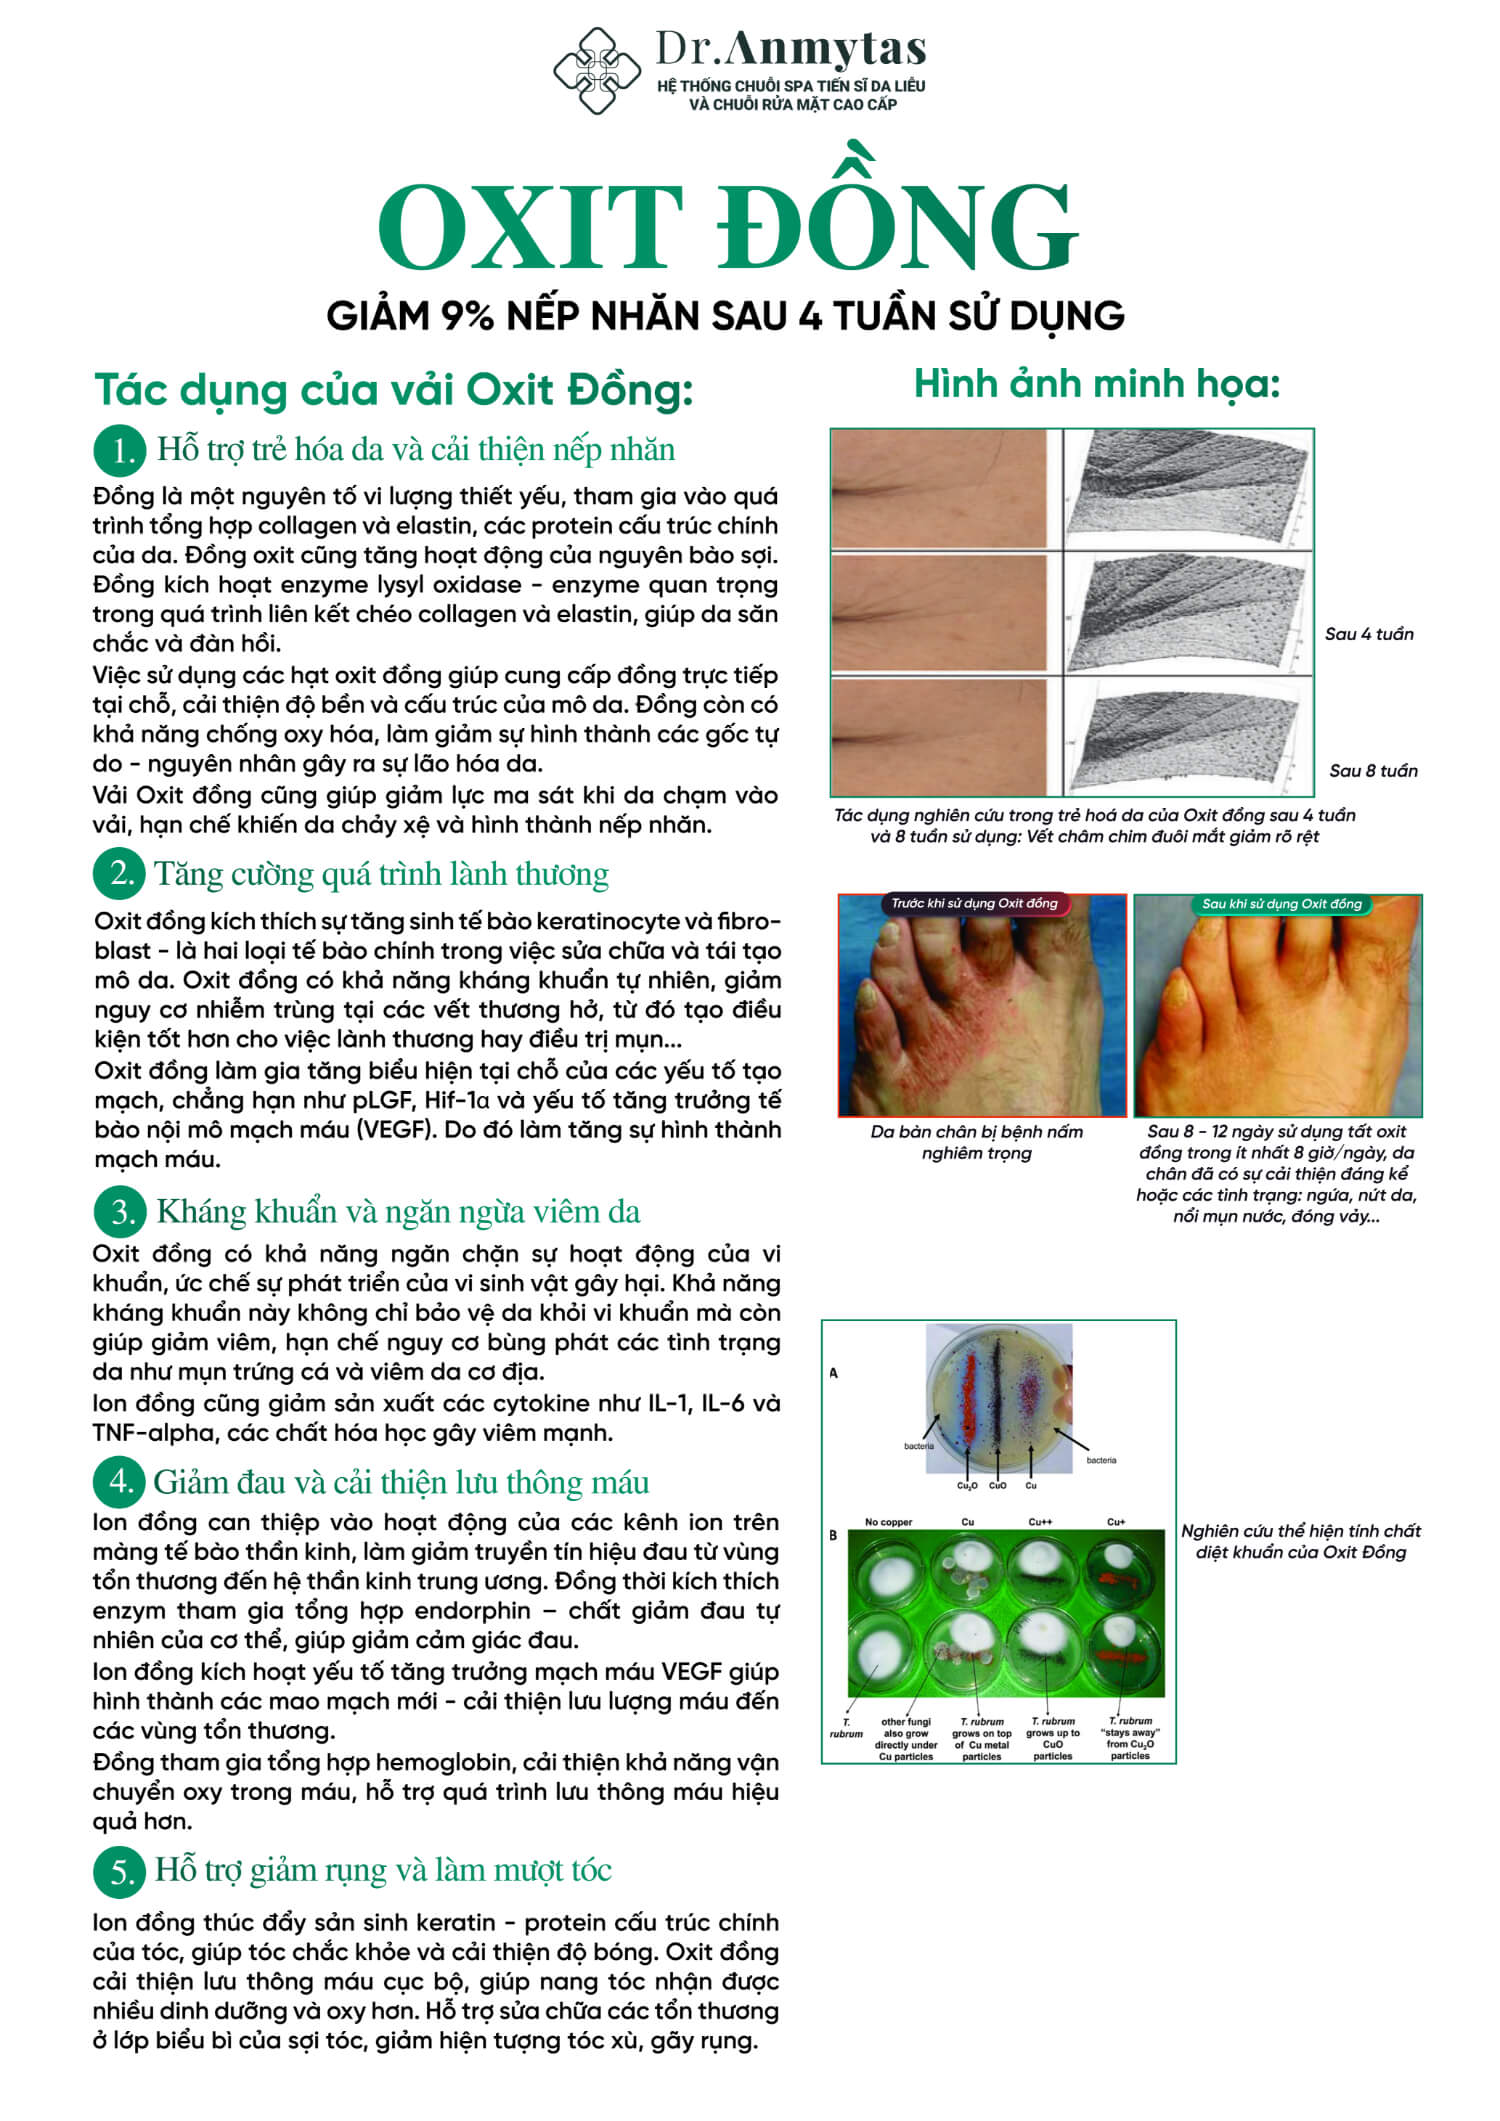 Dr.Anmytas
HỆ THỐNG CHUỖI SPA TIẾN SĨ DA LIỄU
VÀ CHUỖI RỬA MẶT CAO CẤP
OXIT ĐỒNG
GIẢM 9% NẾP NHĂN SAU 4 TUẦN SỬ DỤNG
Tác dụng của vải Oxit Đồng:
1. Hỗ trợ trẻ hóa da và cải thiện nếp nhăn
Đồng là một nguyên tố vi lượng thiết yếu, tham gia vào quá
trình tổng hợp collagen và elastin, các protein cấu trúc chính
của da. Đồng oxit cũng tăng hoạt động của nguyên bào sợi.
Đồng kích hoạt enzyme lysyl oxidase - enzyme quan trọng
trong quá trình liên kết chéo collagen và elastin, giúp da săn
chắc và đàn hồi.
Việc sử dụng các hạt oxit đồng giúp cung cấp đồng trực tiếp
tại chỗ, cải thiện độ bền và cấu trúc của mô da. Đồng còn có
khả năng chống oxy hóa, làm giảm sự hình thành các gốc tự
do - nguyên nhân gây ra sự lão hóa da.
Vải Oxit đồng cũng giúp giảm lực ma sát khi da chạm vào
vải, hạn chế khiến da chảy xệ và hình thành nếp nhăn.
2. Tăng cường quá trình lành thương
Oxit đồng kích thích sự tăng sinh tế bào keratinocyte và fibro-
blast - là hai loại tế bào chính trong việc sửa chữa và tái tạo
mô da. Oxit đồng có khả năng kháng khuẩn tự nhiên, giảm
nguy cơ nhiễm trùng tại các vết thương hở, từ đó tạo điều
kiện tốt hơn cho việc lành thương hay điều trị mụn...
Oxit đồng làm gia tăng biểu hiện tại chỗ của các yếu tố tạo
mạch, chẳng hạn như pLGF, Hif-1α và yếu tố tăng trưởng tế
bào nội mô mạch máu (VEGF). Do đó làm tăng sự hình thành
mạch máu.
3. Kháng khuẩn và ngăn ngừa viêm da
Oxit đồng có khả năng ngăn chặn sự hoạt động của vi
khuẩn, ức chế sự phát triển của vi sinh vật gây hại. Khả năng
kháng khuẩn này không chỉ bảo vệ da khỏi vi khuẩn mà còn
giúp giảm viêm, hạn chế nguy cơ bùng phát các tình trạng
da như mụn trứng cá và viêm da cơ địa.
Ion đồng cũng giảm sản xuất các cytokine như IL-1, IL-6 và
TNF-alpha, các chất hóa học gây viêm mạnh.
4. Giảm đau và cải thiện lưu thông máu
Ion đồng can thiệp vào hoạt động của các kênh ion trên
màng tế bào thần kinh, làm giảm truyền tín hiệu đau từ vùng
tổn thương đến hệ thần kinh trung ương. Đồng thời kích thích
enzym tham gia tổng hợp endorphin – chất giảm đau tự
nhiên của cơ thể, giúp giảm cảm giác đau.
Ion đồng kích hoạt yếu tố tăng trưởng mạch máu VEGF giúp
hình thành các mao mạch mới - cải thiện lưu lượng máu đến
các vùng tổn thương.
Đồng tham gia tổng hợp hemoglobin, cải thiện khả năng vận
chuyển oxy trong máu, hỗ trợ quá trình lưu thông máu hiệu
quả hơn.
5. Hỗ trợ giảm rụng và làm mượt tóc
Ion đồng thúc đẩy sản sinh keratin - protein cấu trúc chính
của tóc, giúp tóc chắc khỏe và cải thiện độ bóng. Oxit đồng
cải thiện lưu thông máu cục bộ, giúp nang tóc nhận được
nhiều dinh dưỡng và oxy hơn. Hỗ trợ sửa chữa các tổn thương
ở lớp biểu bì của sợi tóc, giảm hiện tượng tóc xù, gãy rụng.
Hình ảnh minh họa:
Sau 4 tuần
Sau 8 tuần
Tác dụng nghiên cứu trong trẻ hoá da của Oxit đồng sau 4 tuần
và 8 tuần sử dụng: Vết châm chim đuôi mắt giảm rõ rệt
Trước khi sử dụng Oxit đồng
Sau khi sử dụng Oxit đồng
Da bàn chân bị bệnh nấm
nghiêm trọng
Sau 8 - 12 ngày sử dụng tất oxit
đồng trong ít nhất 8 giờ/ngày, da
chân đã có sự cải thiện đáng kể
hoặc các tình trạng: ngứa, nứt da,
nổi mụn nước, đóng vảy...
A
bacteria
bacteria
Cu₂O CuO Cu
B
No copper Cu Cu++ Cu+
T.
rubrum
other fungi
also grow
directly under
Cu particles
T. rubrum
grows on top
of Cu metal
particles
T. rubrum
grows up to
CuO
particles
T. rubrum
"stays away"
from Cu₂O
particles
Nghiên cứu thể hiện tính chất
diệt khuẩn của Oxit Đồng